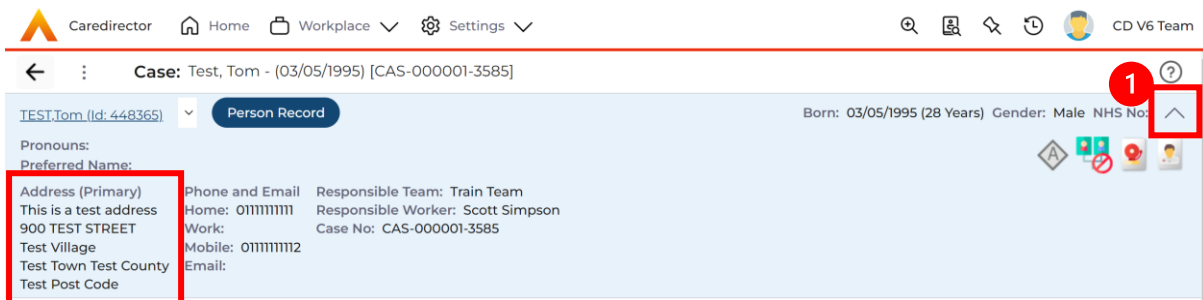 Caredirector Home Workplace Settings CD V6 Team
Case: Test, Tom - (03/05/1995) [CAS-000001-3585] ?
1
TEST,Tom (Id: 448365) Person Record Born: 03/05/1995 (28 Years) Gender: Male NHS No:
Pronouns:
Preferred Name:
A
Address (Primary) Phone and Email Responsible Team: Train Team
This is a test address Home: 01111111111 Responsible Worker: Scott Simpson
900 TEST STREET Work: Case No: CAS-000001-3585
Test Village Mobile: 01111111112
Test Town Test County Email:
Test Post Code